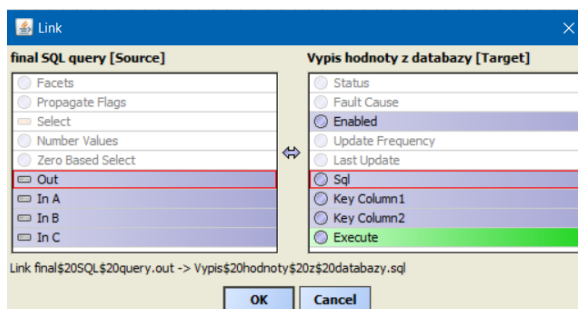 Link
final SQL query [Source]
Vypis hodnoty z databazy [Target]
Facets
Propagate Flags
Select
Number Values
Zero Based Select
Out
In A
In B
In C
Status
Fault Cause
Enabled
Update Frequency
Last Update
Sql
Key Column1
Key Column2
Execute
Link final$20SQL$20query.out -> Vypis$20hodnoty$20z$20databazy.sql
OK
Cancel